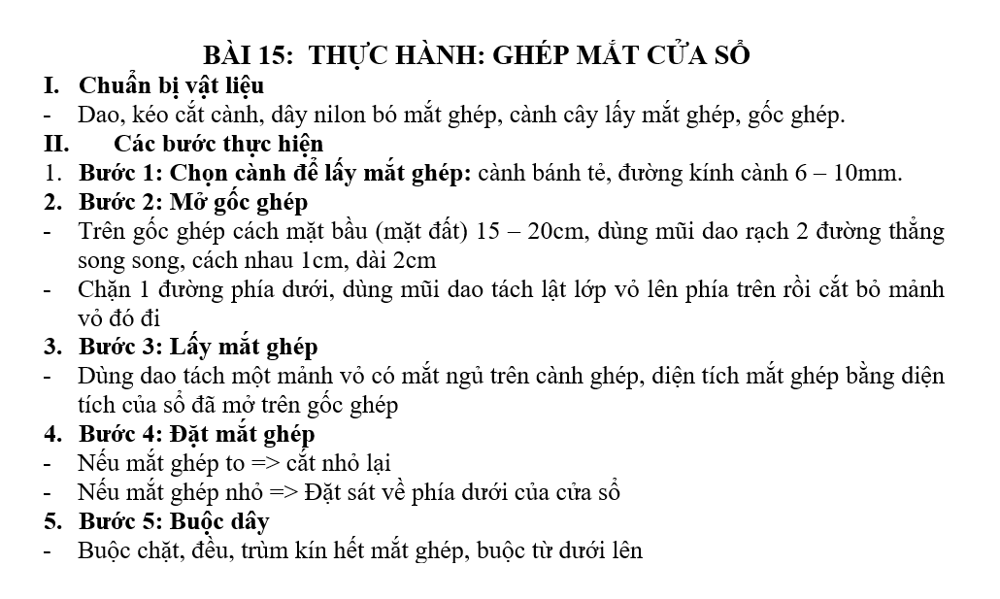 BÀI 15: THỰC HÀNH: GHÉP MẮT CỬA SỔ
I. Chuẩn bị vật liệu
- Dao, kéo cắt cành, dây nilon bó mắt ghép, cành cây lấy mắt ghép, gốc ghép.
II. Các bước thực hiện
1. Bước 1: Chọn cành để lấy mắt ghép: cành bánh tẻ, đường kính cành 6 – 10mm.
2. Bước 2: Mở gốc ghép
- Trên gốc ghép cách mặt bầu (mặt đất) 15 – 20cm, dùng mũi dao rạch 2 đường thẳng
song song, cách nhau 1cm, dài 2cm
- Chặn 1 đường phía dưới, dùng mũi dao tách lật lớp vỏ lên phía trên rồi cắt bỏ mảnh
vỏ đó đi
3. Bước 3: Lấy mắt ghép
- Dùng dao tách một mảnh vỏ có mắt ngủ trên cành ghép, diện tích mắt ghép bằng diện
tích của sổ đã mở trên gốc ghép
4. Bước 4: Đặt mắt ghép
- Nếu mắt ghép to => cắt nhỏ lại
- Nếu mắt ghép nhỏ => Đặt sát về phía dưới của cửa sổ
5. Bước 5: Buộc dây
- Buộc chặt, đều, trùm kín hết mắt ghép, buộc từ dưới lên